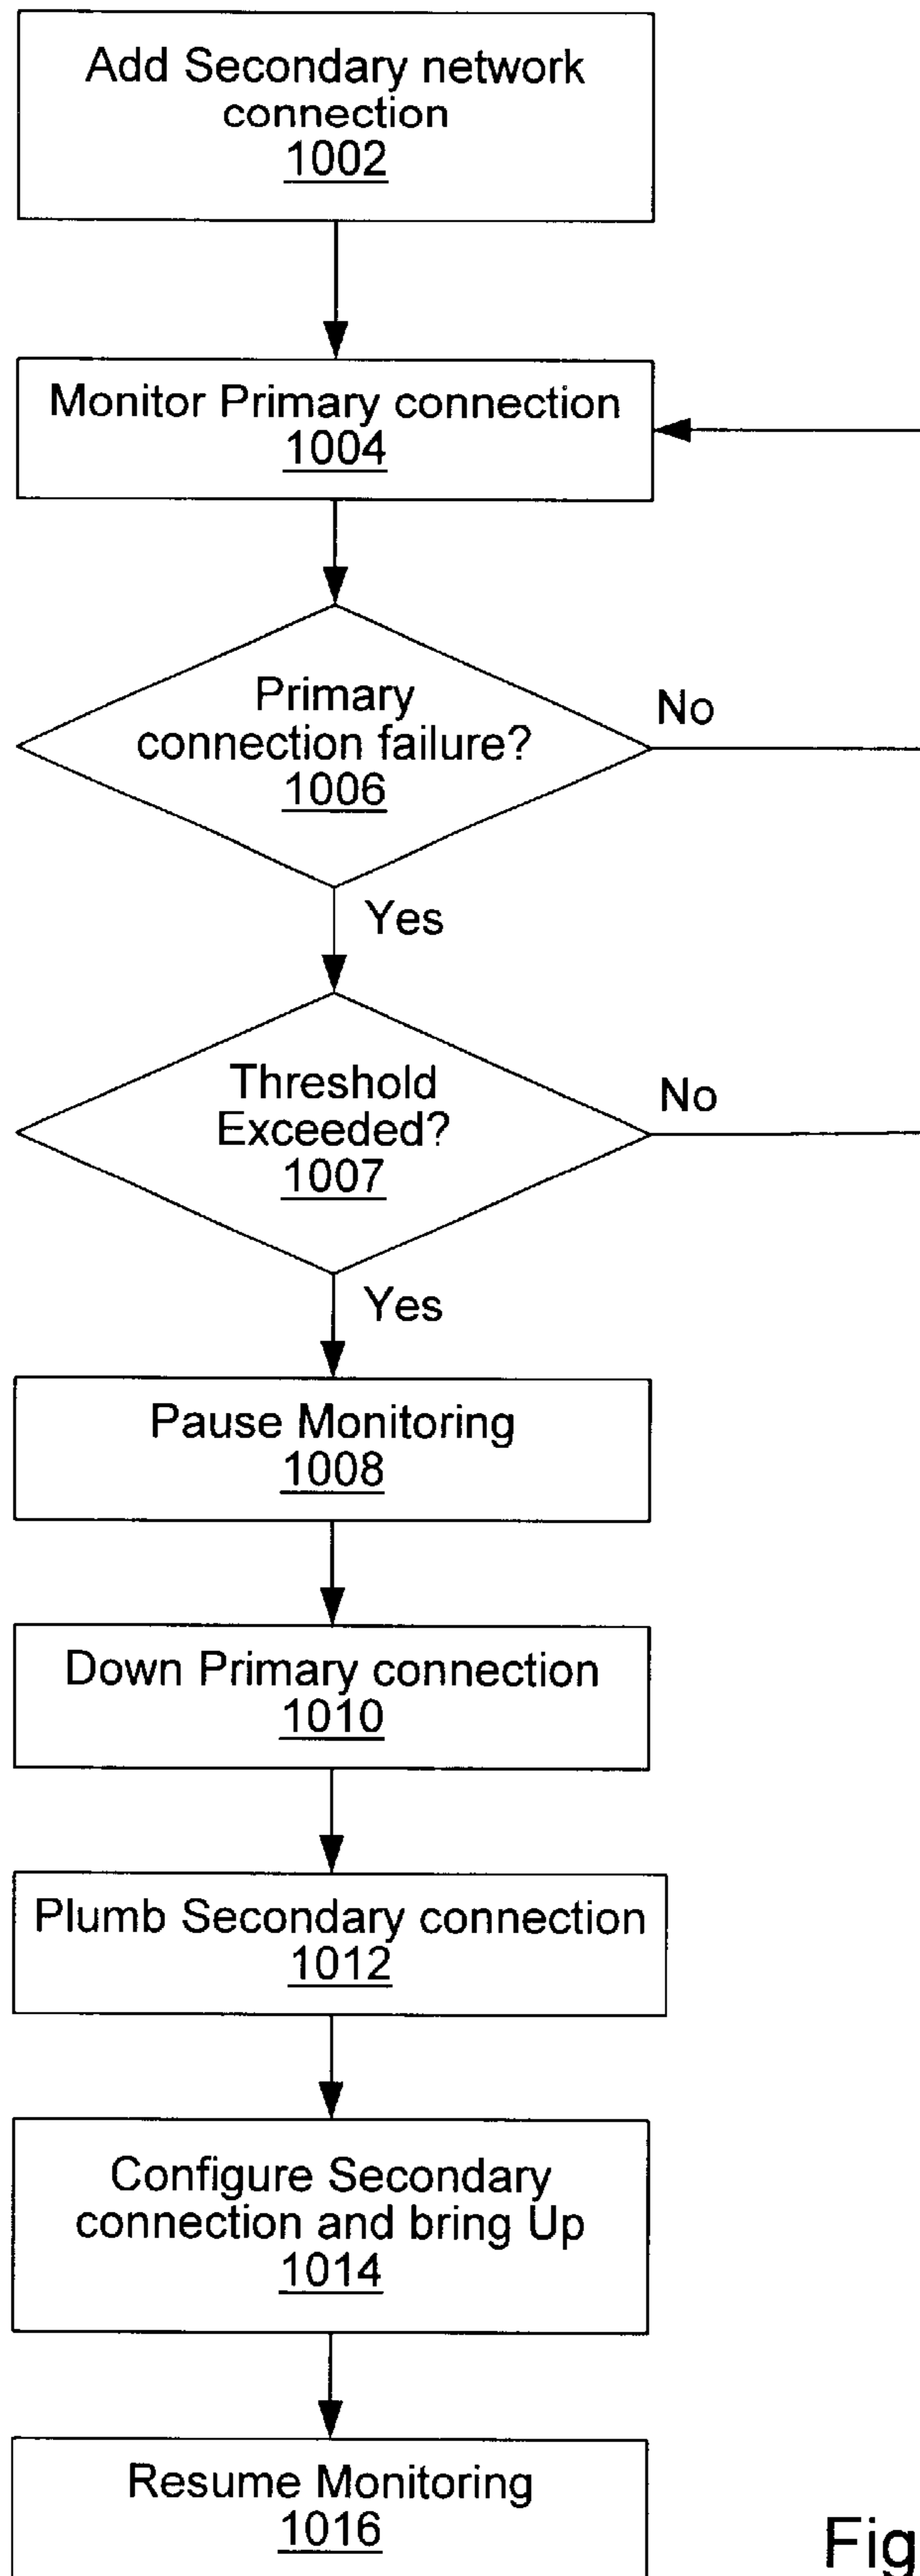 Add Secondary network
connection
1002
Monitor Primary connection
1004
Primary
connection failure?
1006
No
Yes
Threshold
Exceeded?
1007
No
Yes
Pause Monitoring
1008
Down Primary connection
1010
Plumb Secondary connection
1012
Configure Secondary
connection and bring Up
1014
Resume Monitoring
1016
Fig